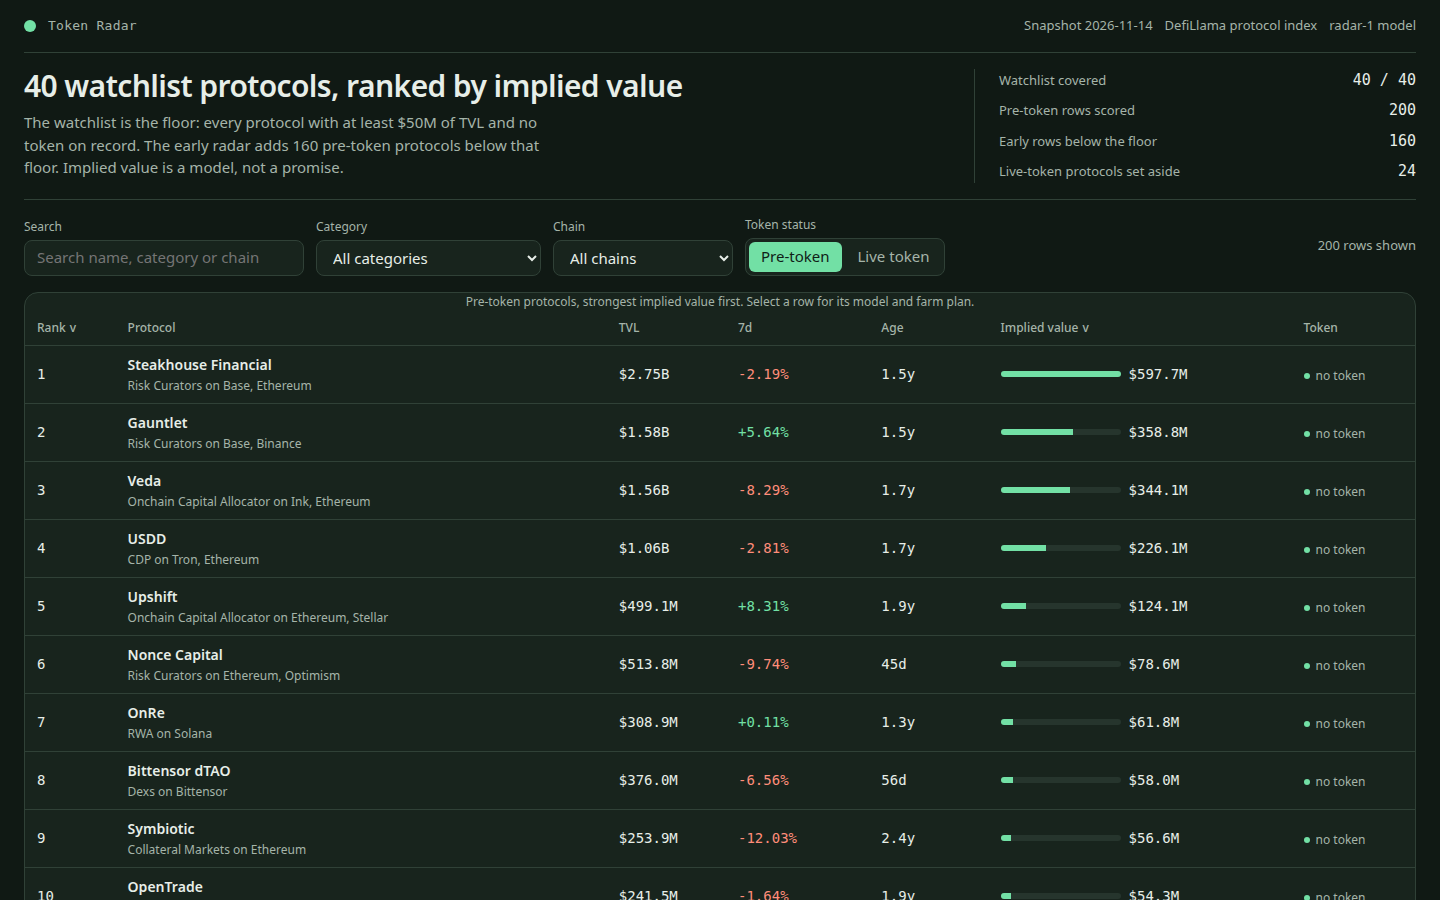 Token Radar
Snapshot 2026-11-14 DefiLlama protocol index radar-1 model
40 watchlist protocols, ranked by implied value
The watchlist is the floor: every protocol with at least $50M of TVL and no
token on record. The early radar adds 160 pre-token protocols below that
floor. Implied value is a model, not a promise.
Watchlist covered 40 / 40
Pre-token rows scored 200
Early rows below the floor 160
Live-token protocols set aside 24
Search Category Chain Token status
Search name, category or chain All categories All chains Pre-token Live token
200 rows shown
Pre-token protocols, strongest implied value first. Select a row for its model and farm plan.
Rank v Protocol TVL 7d Age Implied value v Token
1 Steakhouse Financial $2.75B -2.19% 1.5y $597.7M no token
Risk Curators on Base, Ethereum
2 Gauntlet $1.58B +5.64% 1.5y $358.8M no token
Risk Curators on Base, Binance
3 Veda $1.56B -8.29% 1.7y $344.1M no token
Onchain Capital Allocator on Ink, Ethereum
4 USDD $1.06B -2.81% 1.7y $226.1M no token
CDP on Tron, Ethereum
5 Upshift $499.1M +8.31% 1.9y $124.1M no token
Onchain Capital Allocator on Ethereum, Stellar
6 Nonce Capital $513.8M -9.74% 45d $78.6M no token
Risk Curators on Ethereum, Optimism
7 OnRe $308.9M +0.11% 1.3y $61.8M no token
RWA on Solana
8 Bittensor dTAO $376.0M -6.56% 56d $58.0M no token
Dexs on Bittensor
9 Symbiotic $253.9M -12.03% 2.4y $56.6M no token
Collateral Markets on Ethereum
10 OpenTrade $241.5M -1.64% 1.9y $54.3M no token